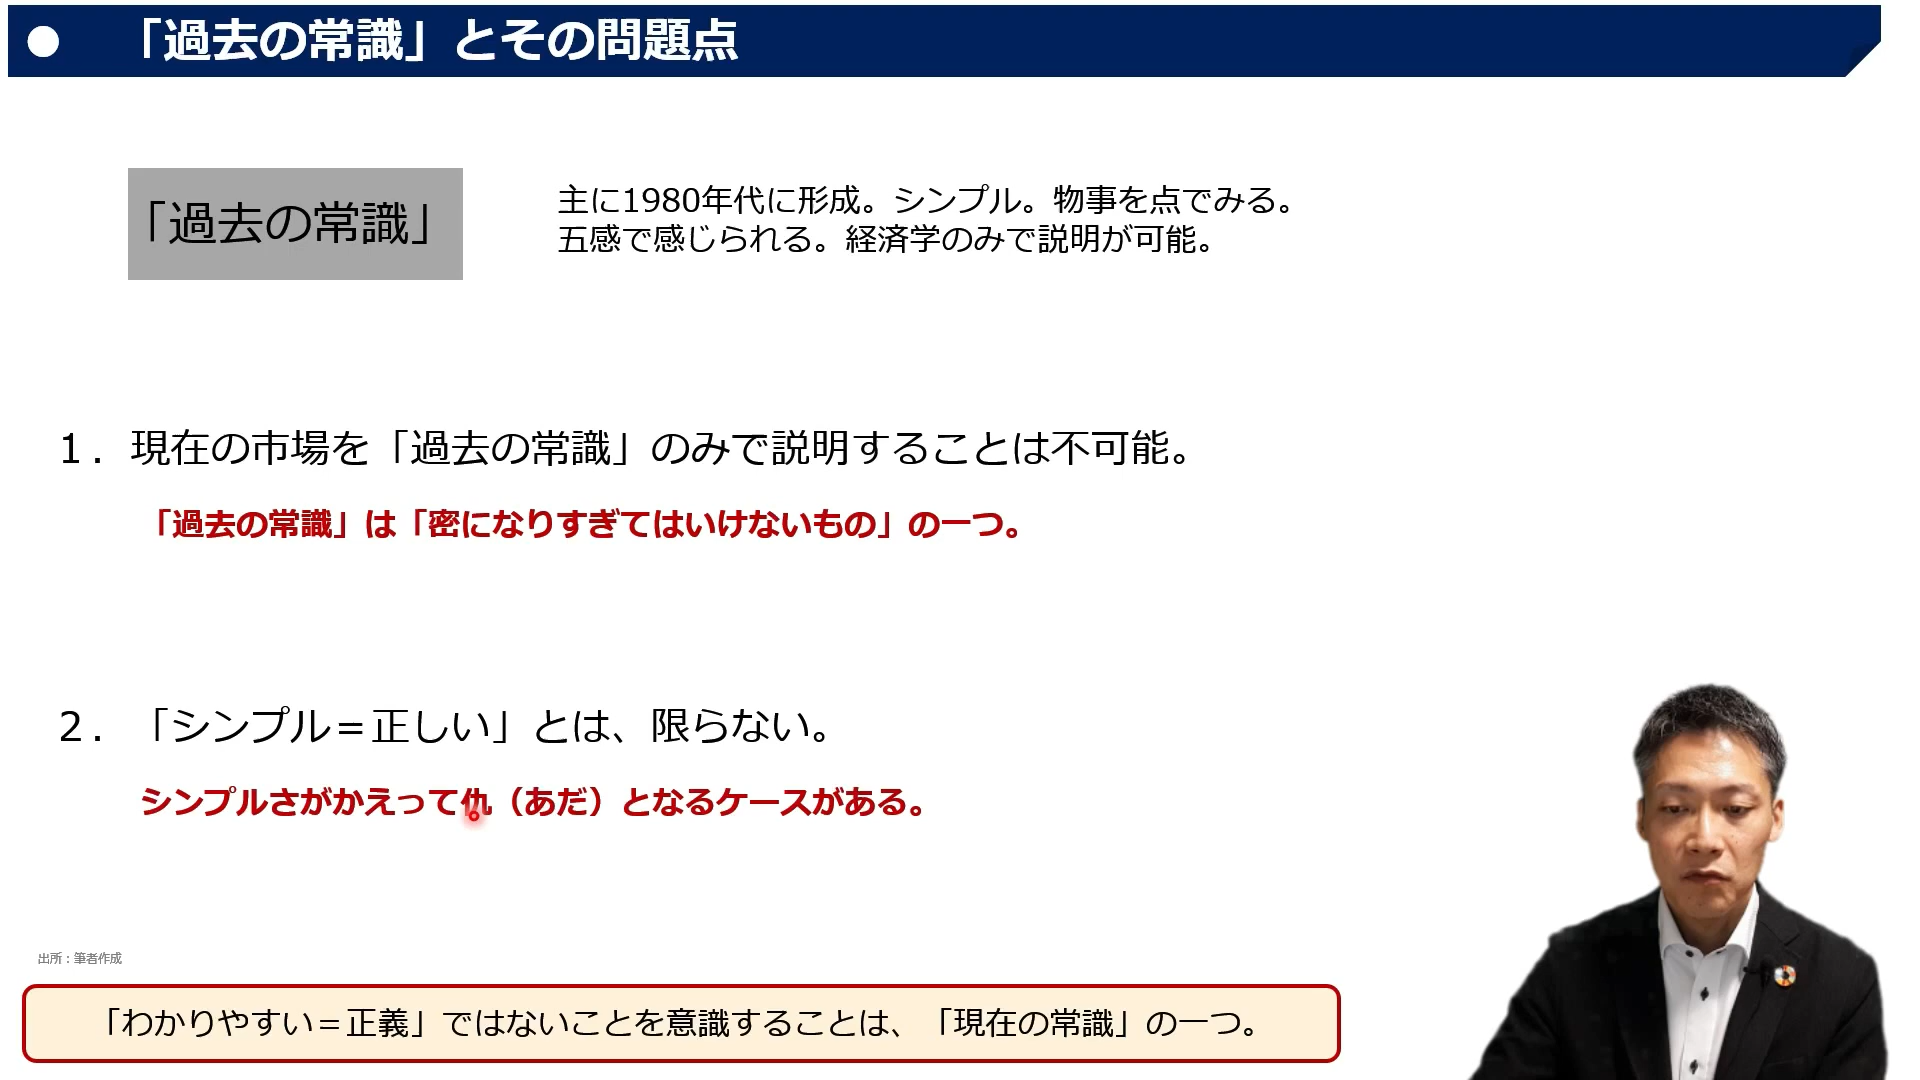 「過去の常識」とその問題点
「過去の常識」
主に1980年代に形成。シンプル。物事を点でみる。
五感で感じられる。経済学のみで説明が可能。
１．現在の市場を「過去の常識」のみで説明することは不可能。
「過去の常識」は「密になりすぎてはいけないもの」の一つ。
２．「シンプル＝正しい」とは、限らない。
シンプルさがかえって仇（あだ）となるケースがある。
出所：筆者作成
「わかりやすい＝正義」ではないことを意識することは、「現在の常識」の一つ。